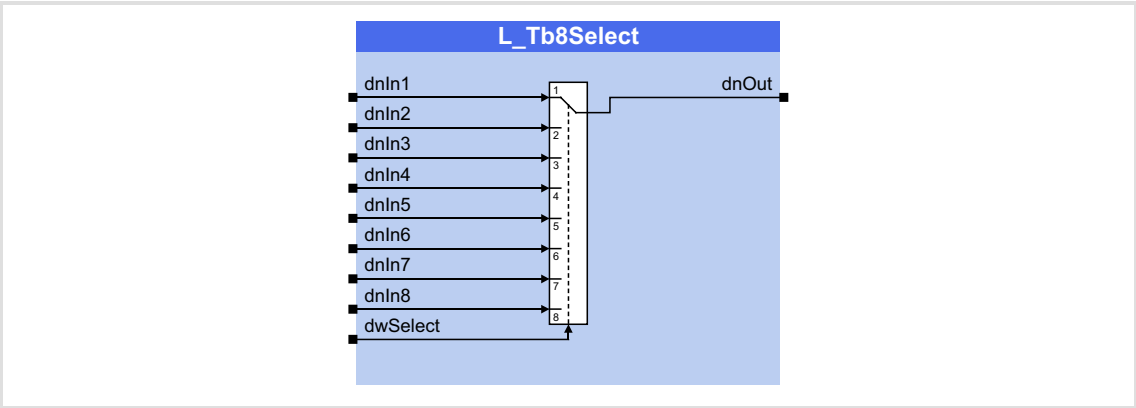 L_Tb8Select
dnIn1
dnOut
dnIn2
dnIn3
dnIn4
dnIn5
dnIn6
dnIn7
dnIn8
dwSelect
1
2
3
4
5
6
7
8